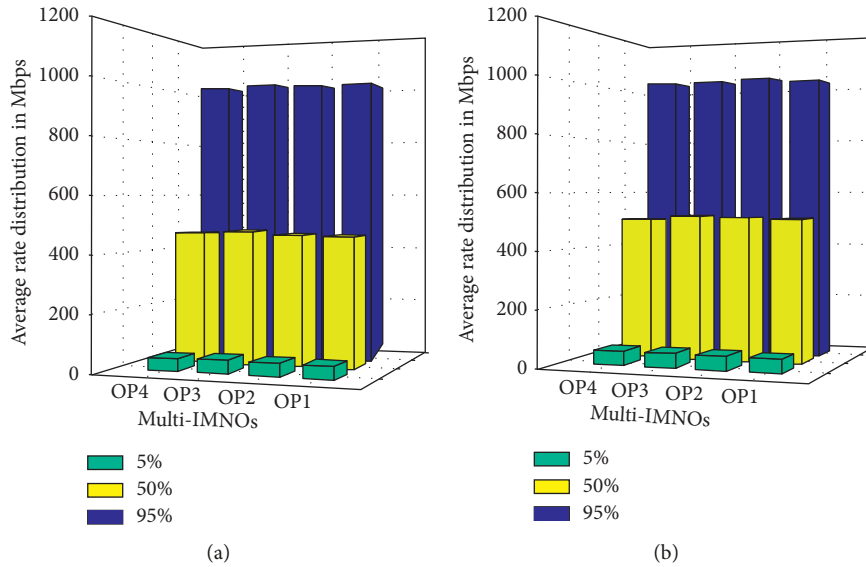 1200
1000
800
600
400
200
0
Average rate distribution in Mbps
OP4
OP3
OP2
OP1
Multi-IMNOs
5%
50%
95%
(a)
1200
1000
800
600
400
200
0
Average rate distribution in Mbps
OP4
OP3
OP2
OP1
Multi-IMNOs
5%
50%
95%
(b)